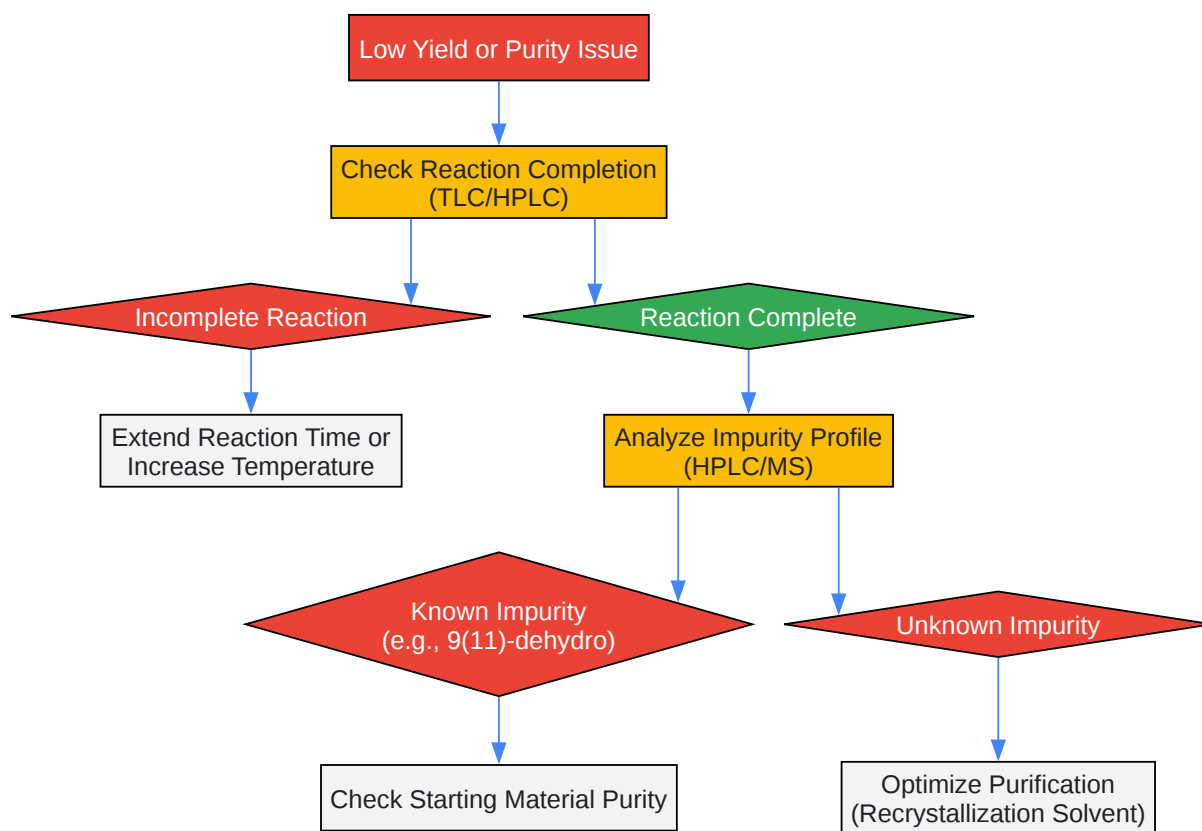 Low Yield or Purity Issue
Check Reaction Completion
(TLC/HPLC)
Incomplete Reaction
Reaction Complete
Extend Reaction Time or
Increase Temperature
Analyze Impurity Profile
(HPLC/MS)
Known Impurity
(e.g., 9(11)-dehydro)
Unknown Impurity
Check Starting Material Purity
Optimize Purification
(Recrystallization Solvent)